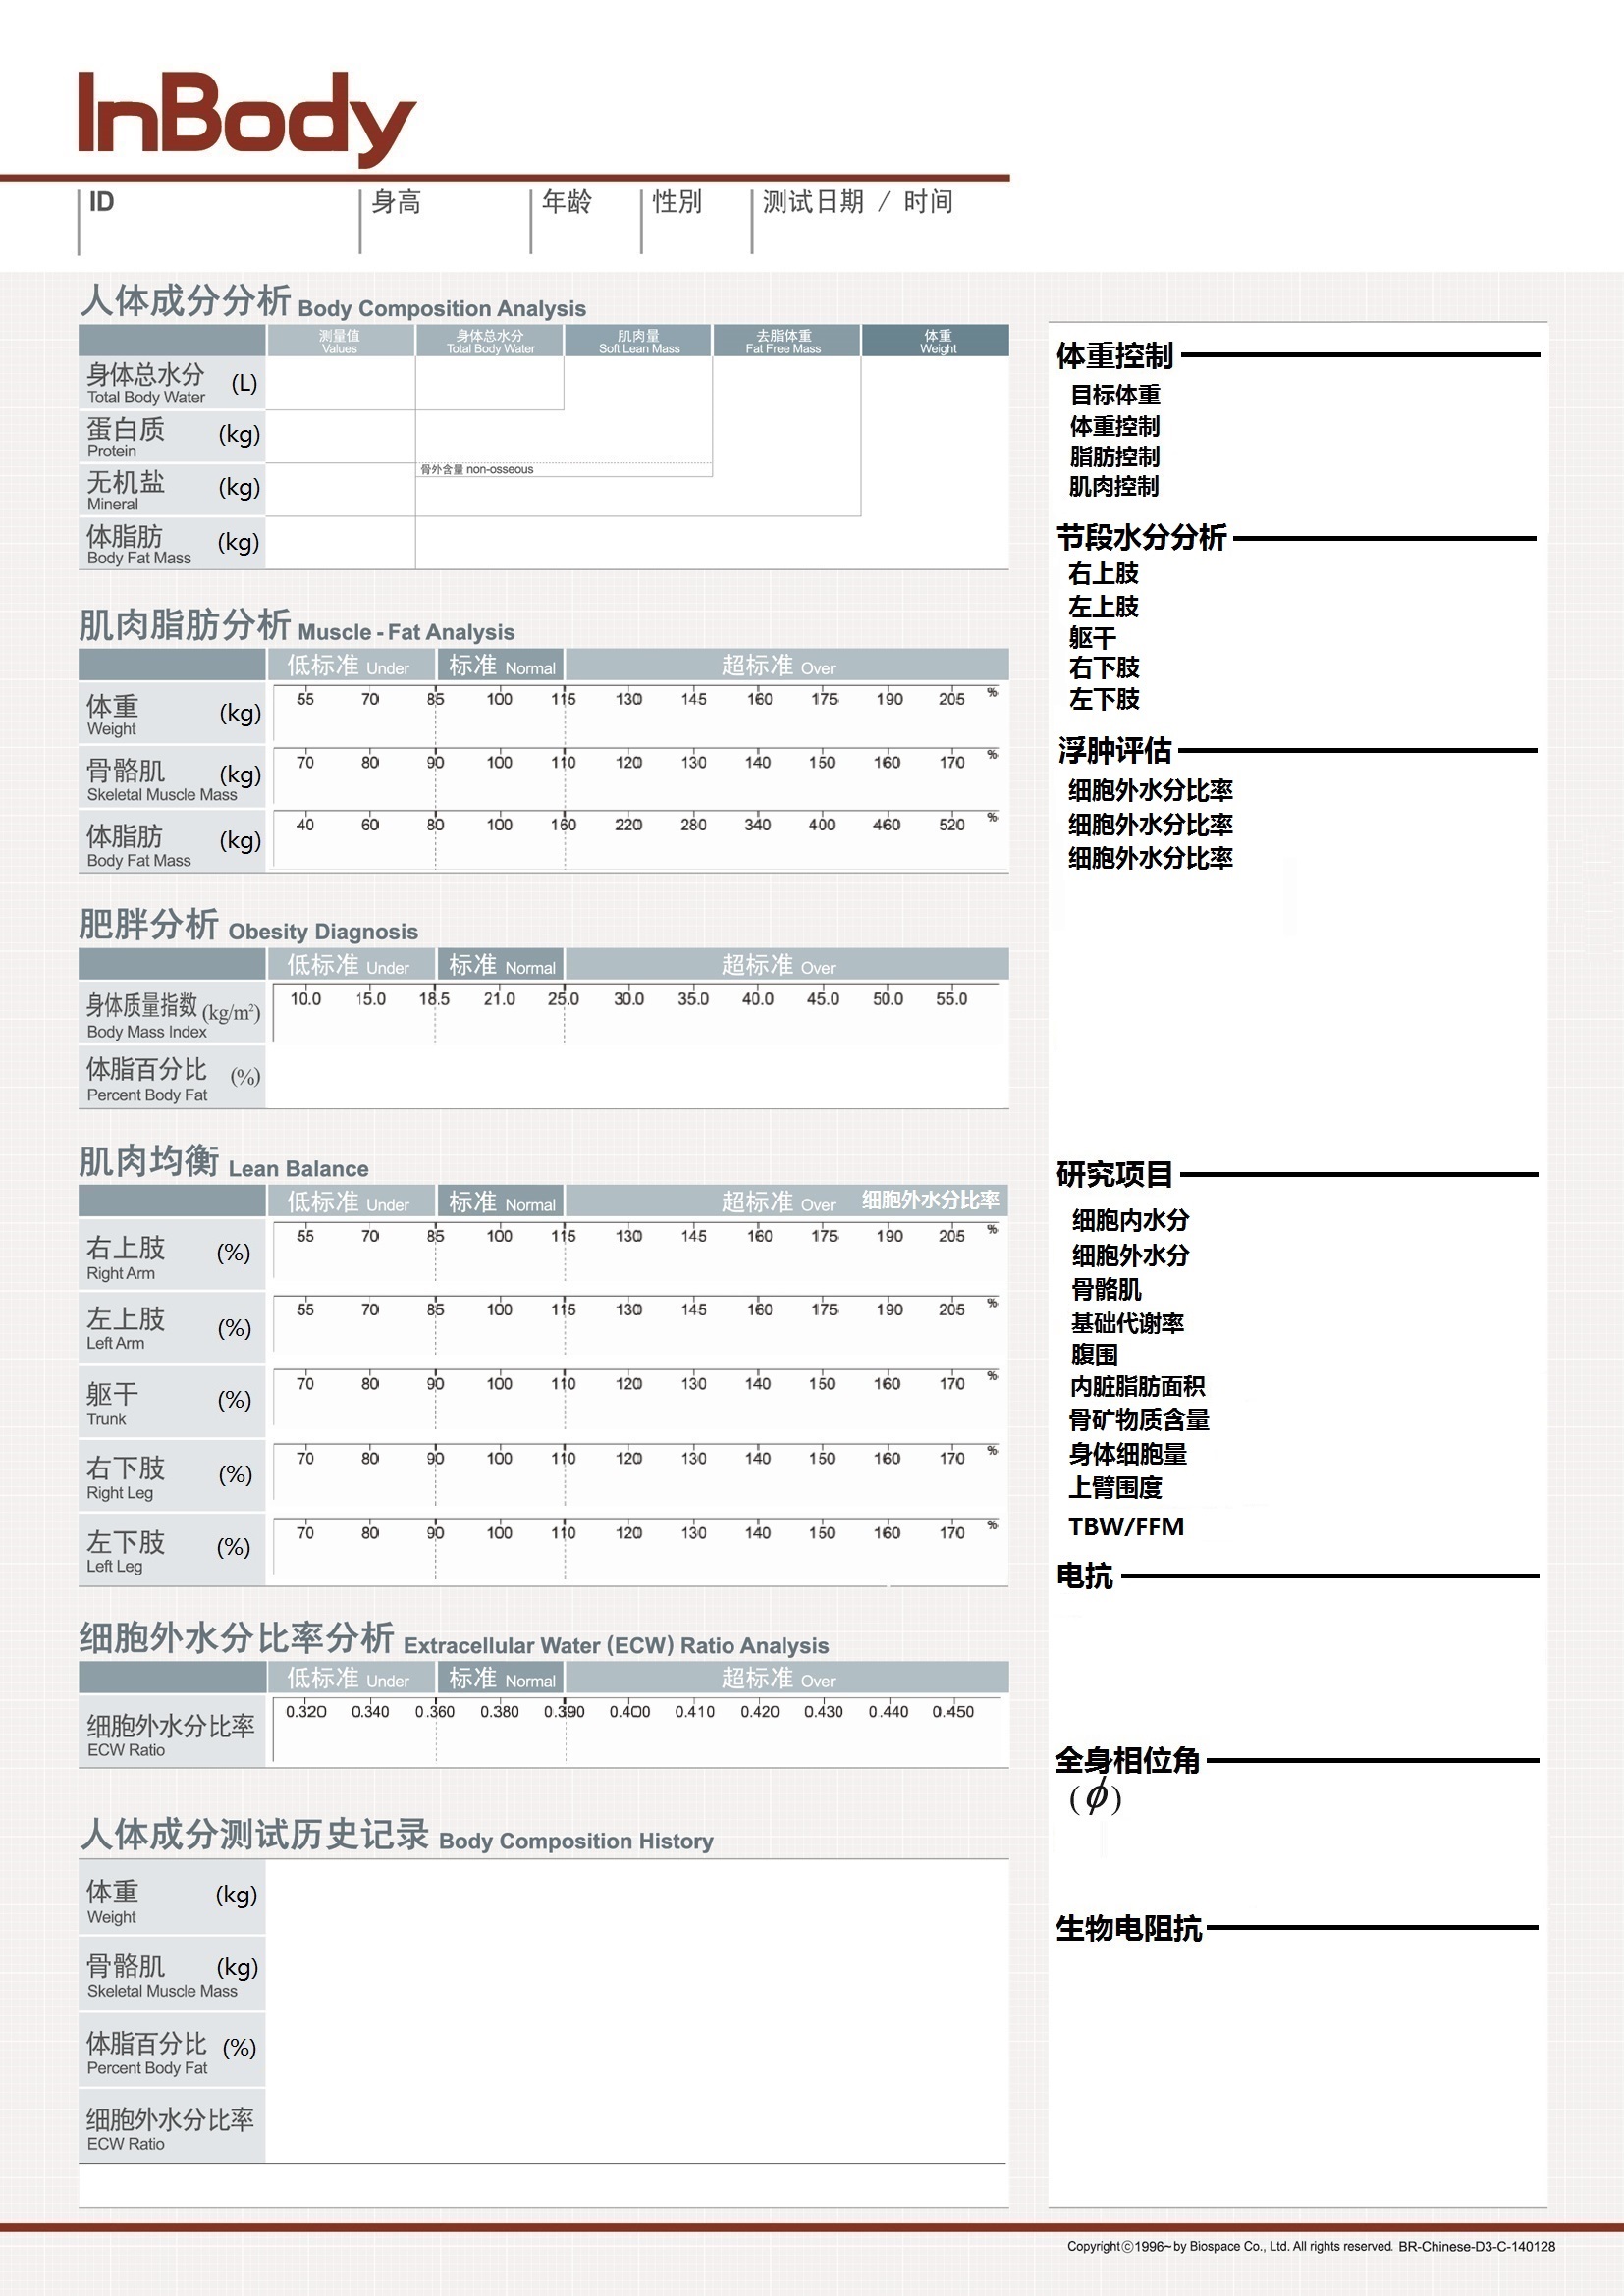 InBody
ID 身高 年龄 性别 测试日期 / 时间
人体成分分析 Body Composition Analysis
测量值 身体总水分 肌肉量 去脂体重 体重
Values Total Body Water Soft Lean Mass Fat Free Mass Weight
身体总水分 (L)
Total Body Water
蛋白质 (kg)
Protein
骨外含量 non-osseous
无机盐 (kg)
Mineral
体脂肪 (kg)
Body Fat Mass
肌肉脂肪分析 Muscle - Fat Analysis
低标准 Under 标准 Normal 超标准 Over
55 70 85 100 115 130 145 160 175 190 205 %
体重 (kg)
Weight
70 80 90 100 110 120 130 140 150 160 170 %
骨骼肌 (kg)
Skeletal Muscle Mass
40 60 80 100 160 220 280 340 400 460 520 %
体脂肪 (kg)
Body Fat Mass
肥胖分析 Obesity Diagnosis
低标准 Under 标准 Normal 超标准 Over
10.0 15.0 18.5 21.0 25.0 30.0 35.0 40.0 45.0 50.0 55.0
身体质量指数 (kg/m²)
Body Mass Index
体脂百分比 (%)
Percent Body Fat
肌肉均衡 Lean Balance
低标准 Under 标准 Normal 超标准 Over 细胞外水分比率
55 70 85 100 115 130 145 160 175 190 205 %
右上肢 (%)
Right Arm
55 70 85 100 115 130 145 160 175 190 205 %
左上肢 (%)
Left Arm
70 80 90 100 110 120 130 140 150 160 170 %
躯干 (%)
Trunk
70 80 90 100 110 120 130 140 150 160 170 %
右下肢 (%)
Right Leg
70 80 90 100 110 120 130 140 150 160 170 %
左下肢 (%)
Left Leg
细胞外水分比率分析 Extracellular Water (ECW) Ratio Analysis
低标准 Under 标准 Normal 超标准 Over
0.320 0.340 0.360 0.380 0.390 0.400 0.410 0.420 0.430 0.440 0.450
细胞外水分比率
ECW Ratio
人体成分测试历史记录 Body Composition History
体重 (kg)
Weight
骨骼肌 (kg)
Skeletal Muscle Mass
体脂百分比 (%)
Percent Body Fat
细胞外水分比率
ECW Ratio
体重控制
目标体重
体重控制
脂肪控制
肌肉控制
节段水分分析
右上肢
左上肢
躯干
右下肢
左下肢
浮肿评估
细胞外水分比率
细胞外水分比率
细胞外水分比率
研究项目
细胞内水分
细胞外水分
骨骼肌
基础代谢率
腹围
内脏脂肪面积
骨矿物质含量
身体细胞量
上臂围度
TBW/FFM
电抗
全身相位角
(ϕ)
生物电阻抗
Copyright ⓒ 1996~ by Biospace Co., Ltd. All rights reserved. BR-Chinese-D3-C-140128